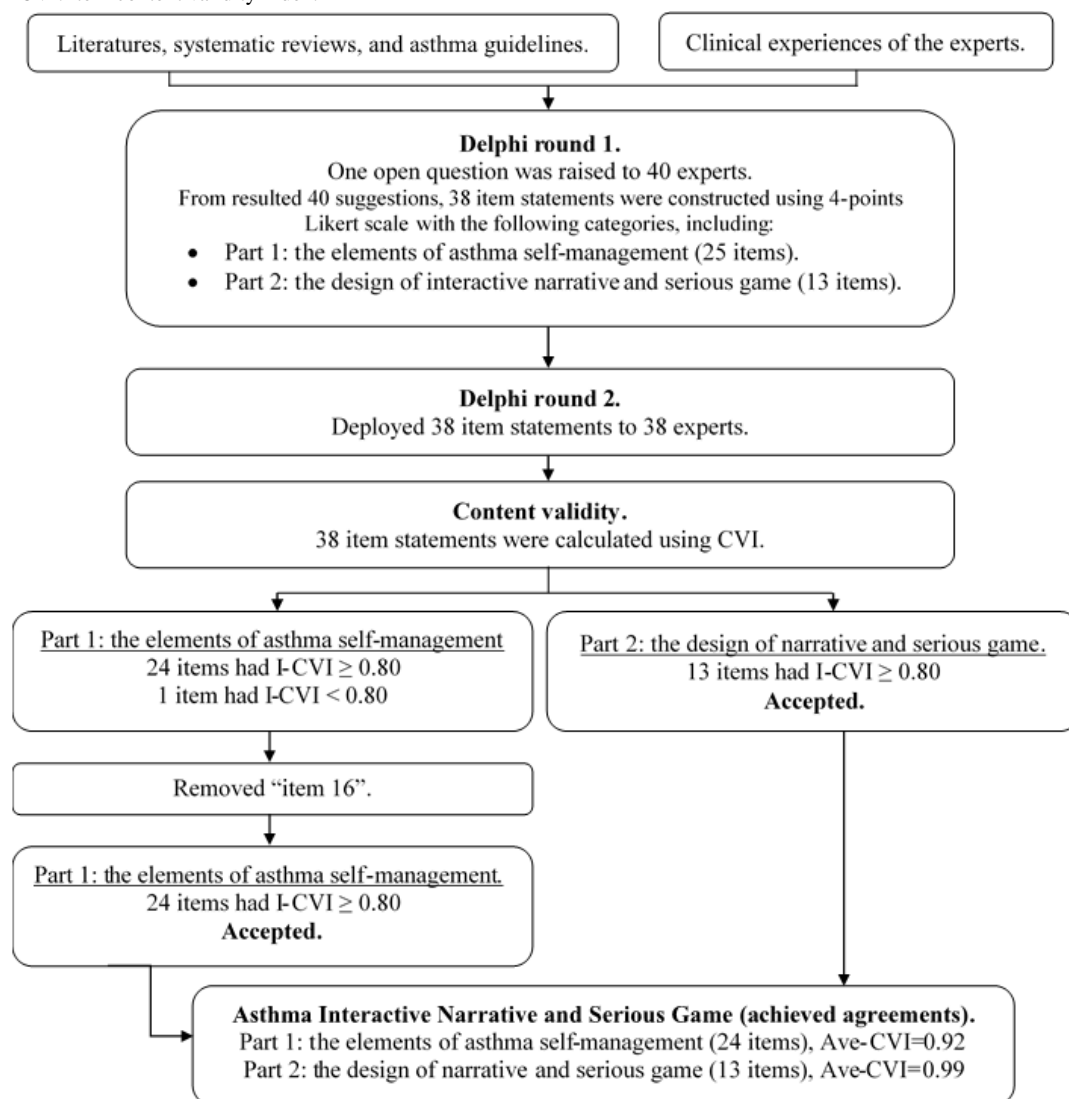 Literatures, systematic reviews, and asthma guidelines.
Clinical experiences of the experts.
Delphi round 1.
One open question was raised to 40 experts.
From resulted 40 suggestions, 38 item statements were constructed using 4-points
Likert scale with the following categories, including:
• Part 1: the elements of asthma self-management (25 items).
• Part 2: the design of interactive narrative and serious game (13 items).
Delphi round 2.
Deployed 38 item statements to 38 experts.
Content validity.
38 item statements were calculated using CVI.
Part 1: the elements of asthma self-management
24 items had I-CVI ≥ 0.80
1 item had I-CVI < 0.80
Part 2: the design of narrative and serious game.
13 items had I-CVI ≥ 0.80
Accepted.
Removed “item 16”.
Part 1: the elements of asthma self-management.
24 items had I-CVI ≥ 0.80
Accepted.
Asthma Interactive Narrative and Serious Game (achieved agreements).
Part 1: the elements of asthma self-management (24 items), Ave-CVI=0.92
Part 2: the design of narrative and serious game (13 items), Ave-CVI=0.99